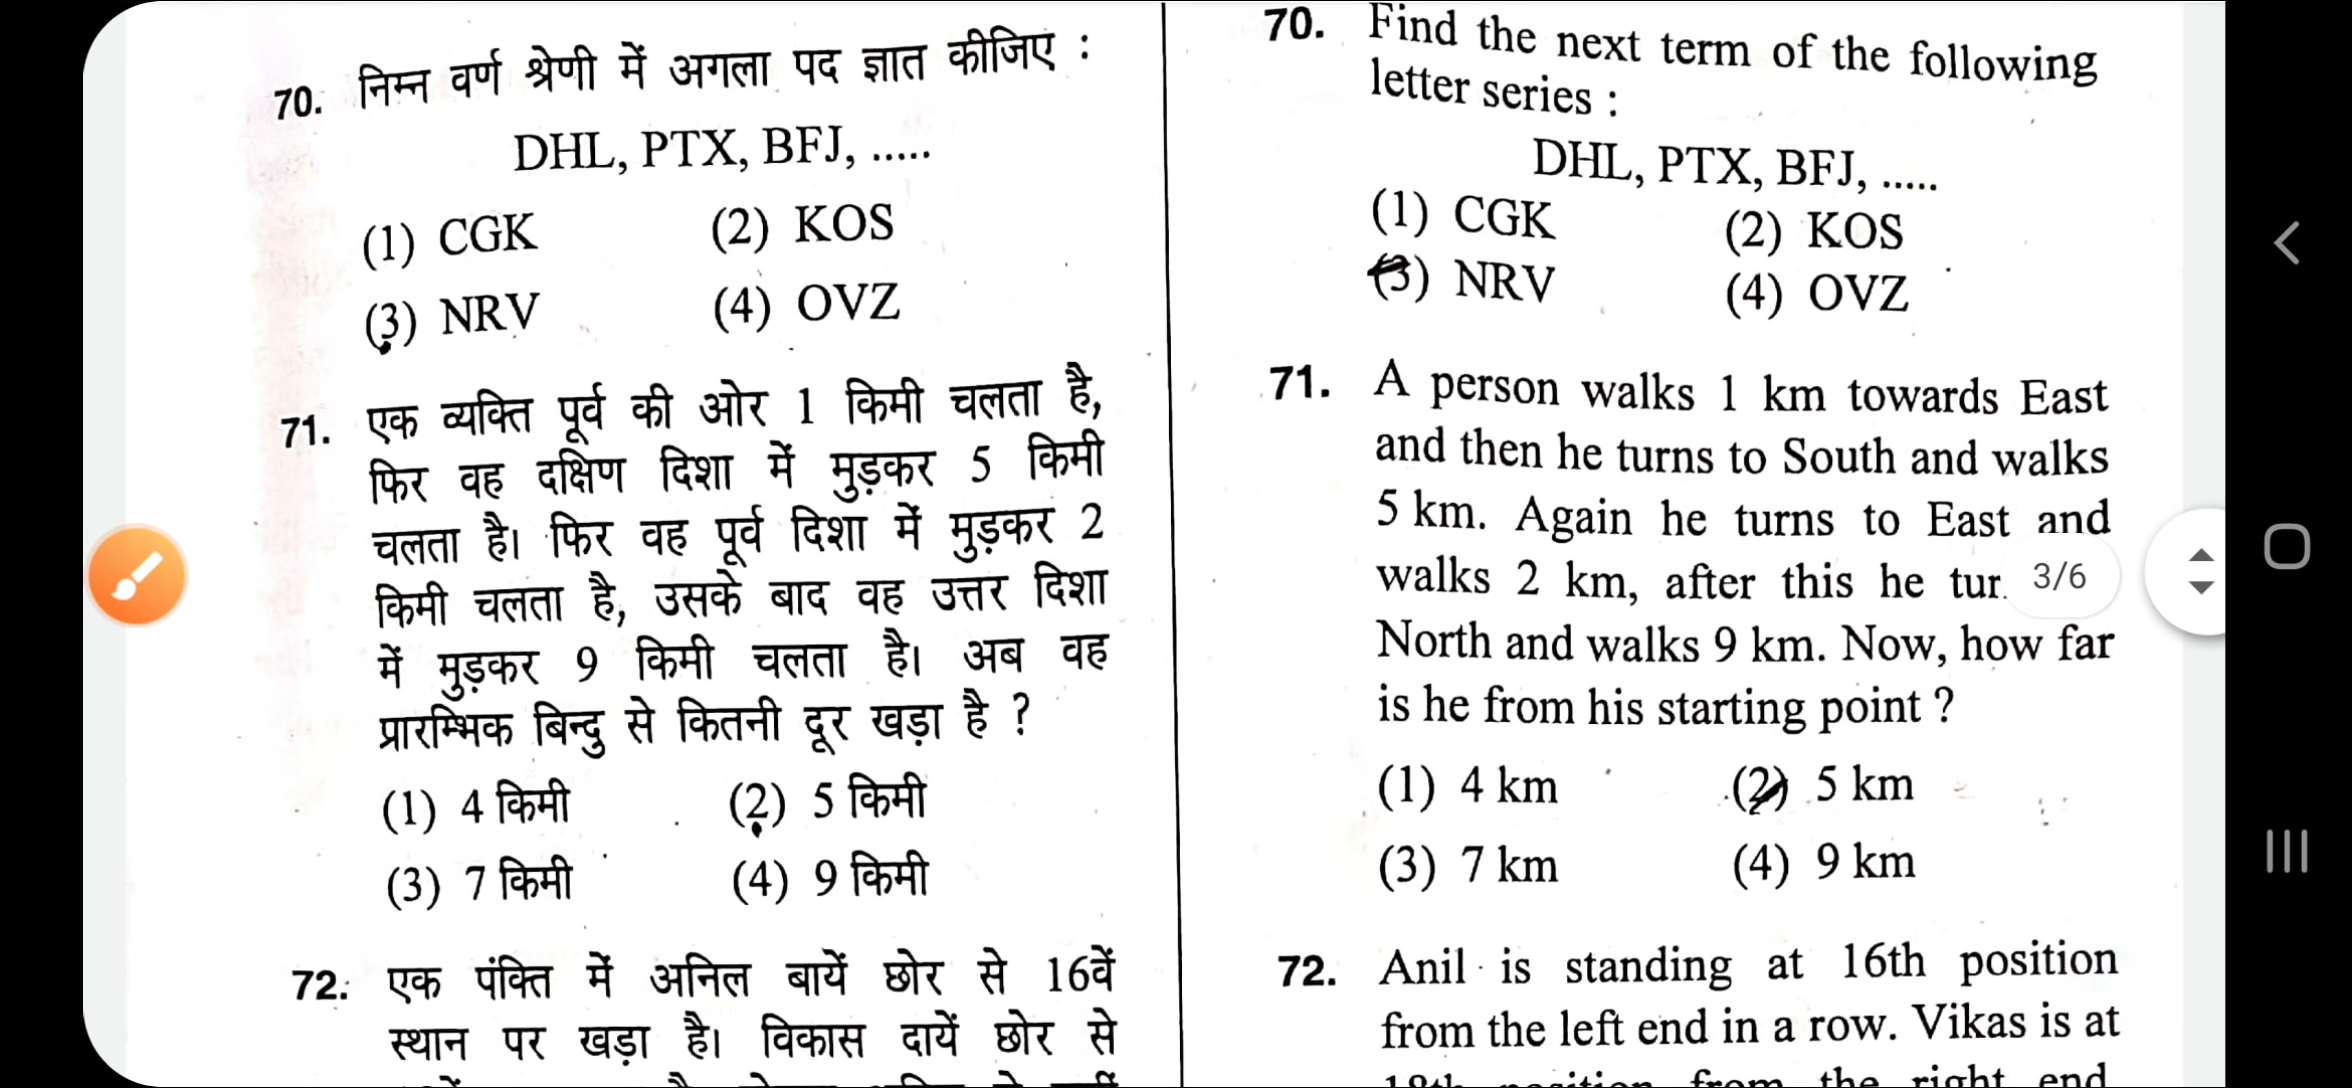 70. निम्न वर्ण श्रेणी में अगला पद ज्ञात कीजिए :
DHL, PTX, BFJ, .....
(1) CGK (2) KOS
(3) NRV (4) OVZ
71. एक व्यक्ति पूर्व की ओर 1 किमी चलता है,
फिर वह दक्षिण दिशा में मुड़कर 5 किमी
चलता है। फिर वह पूर्व दिशा में मुड़कर 2
किमी चलता है, उसके बाद वह उत्तर दिशा
में मुड़कर 9 किमी चलता है। अब वह
प्रारम्भिक बिन्दु से कितनी दूर खड़ा है ?
(1) 4 किमी (2) 5 किमी
(3) 7 किमी (4) 9 किमी
72. एक पंक्ति में अनिल बायें छोर से 16वें
स्थान पर खड़ा है। विकास दायें छोर से
70. Find the next term of the following
letter series :
DHL, PTX, BFJ, .....
(1) CGK (2) KOS
(3) NRV (4) OVZ
71. A person walks 1 km towards East
and then he turns to South and walks
5 km. Again he turns to East and
walks 2 km, after this he tur
North and walks 9 km. Now, how far
is he from his starting point ?
(1) 4 km (2) 5 km
(3) 7 km (4) 9 km
72. Anil is standing at 16th position
from the left end in a row. Vikas is at
position from the right end
3/6